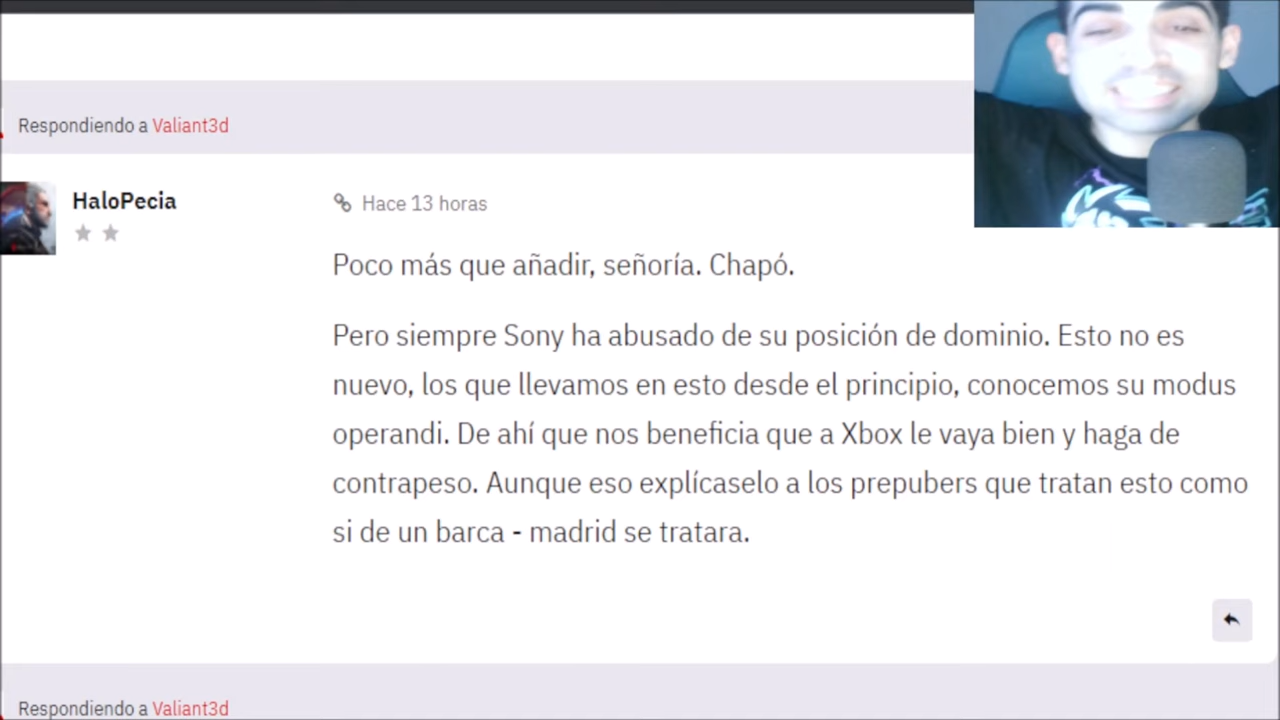 Respondiendo a Valiant3d
HaloPecia
Hace 13 horas
Poco más que añadir, señoría. Chapó.
Pero siempre Sony ha abusado de su posición de dominio. Esto no es
nuevo, los que llevamos en esto desde el principio, conocemos su modus
operandi. De ahí que nos beneficia que a Xbox le vaya bien y haga de
contrapeso. Aunque eso explícaselo a los prepubers que tratan esto como
si de un barca - madrid se tratara.
Respondiendo a Valiant3d